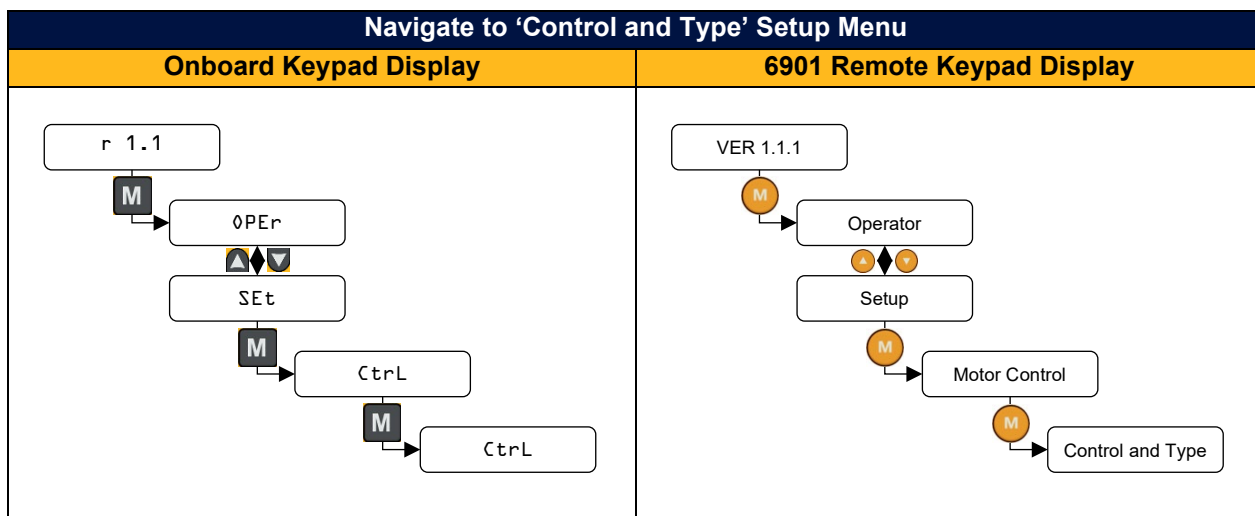 Navigate to ‘Control and Type’ Setup Menu
Onboard Keypad Display
6901 Remote Keypad Display
r 1.1
M
OPEr
SEt
M
CtrL
M
CtrL
VER 1.1.1
M
Operator
Setup
M
Motor Control
M
Control and Type